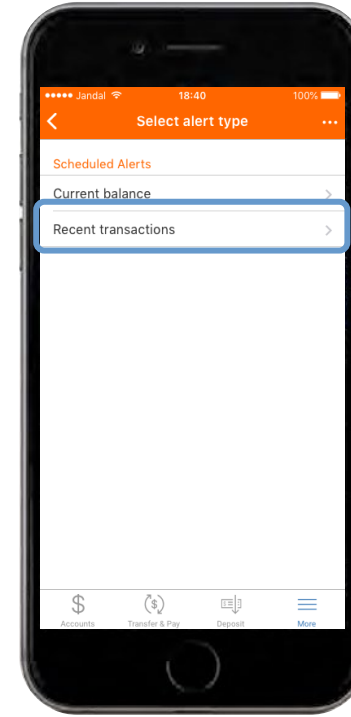 Jandal 18:40 100%
Select alert type
Scheduled Alerts
Current balance
Recent transactions
Accounts Transfer & Pay Deposit More